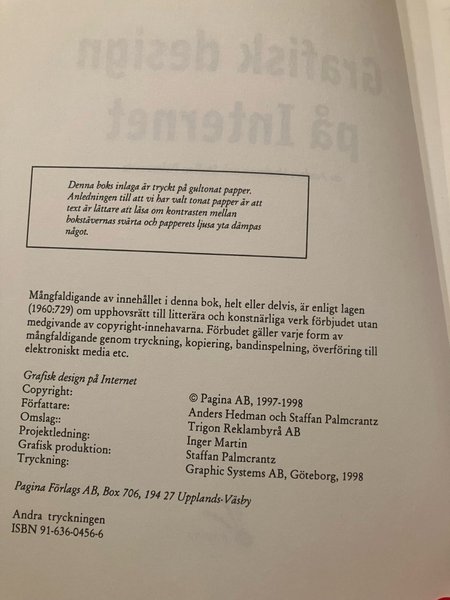 Grafisk design
på Internet
Denna boks inlaga är tryckt på gultonat papper.
Anledningen till att vi har valt tonat papper är att
text är lättare att läsa om kontrasten mellan
bokstävernas svärta och papperets ljusa yta dämpas
något.
Mångfaldigande av innehållet i denna bok, helt eller delvis, är enligt lagen
(1960:729) om upphovsrätt till litterära och konstnärliga verk förbjudet utan
medgivande av copyright-innehavarna. Förbudet gäller varje form av
mångfaldigande genom tryckning, kopiering, bandinspelning, överföring till
elektroniskt media etc.
Grafisk design på Internet
Copyright: © Pagina AB, 1997-1998
Författare: Anders Hedman och Staffan Palmcrantz
Omslag:: Trigon Reklambyrå AB
Projektledning: Inger Martin
Grafisk produktion: Staffan Palmcrantz
Tryckning: Graphic Systems AB, Göteborg, 1998
Pagina Förlags AB, Box 706, 194 27 Upplands-Väsby
Andra tryckningen
ISBN 91-636-0456-6